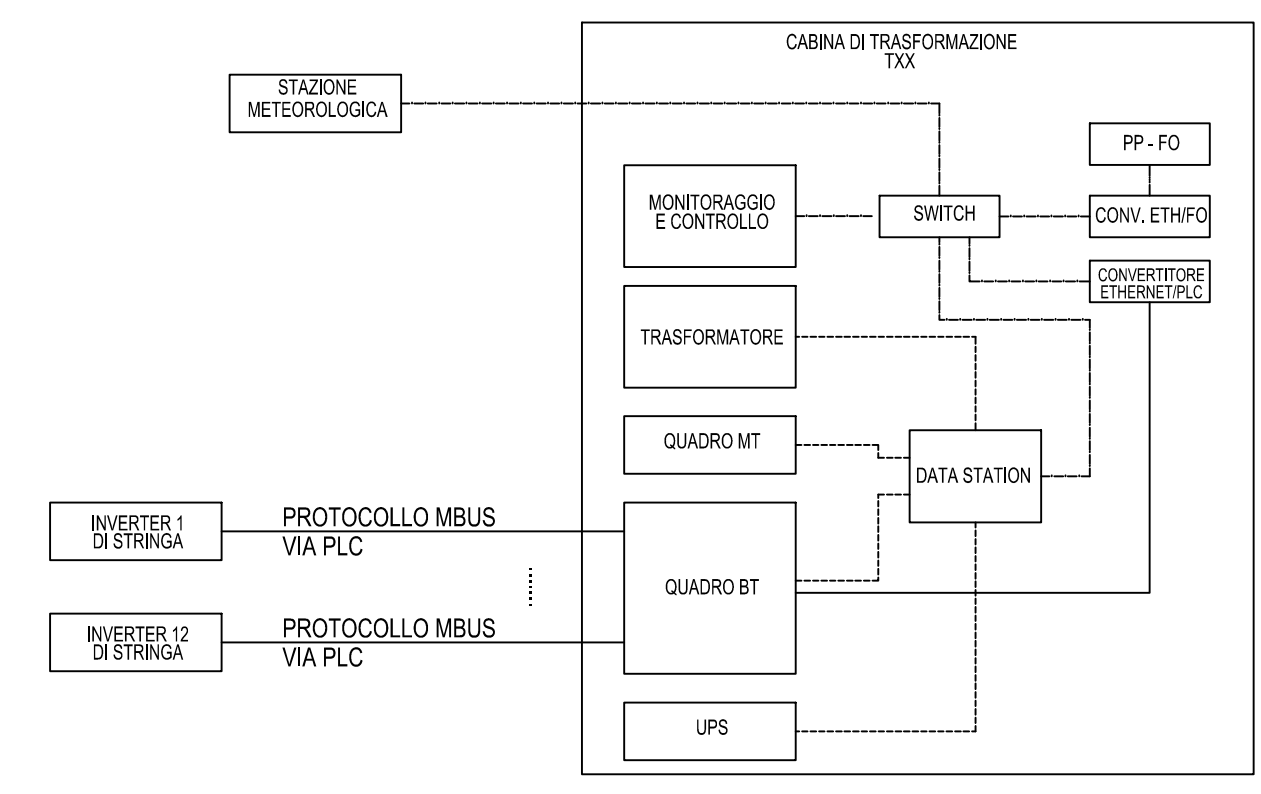 CABINA DI TRASFORMAZIONE
TXX
STAZIONE
METEOROLOGICA
PP - FO
MONITORAGGIO
E CONTROLLO
SWITCH
CONV. ETH/FO
CONVERTITORE
ETHERNET/PLC
TRASFORMATORE
QUADRO MT
DATA STATION
INVERTER 1
DI STRINGA
PROTOCOLLO MBUS
VIA PLC
QUADRO BT
INVERTER 12
DI STRINGA
PROTOCOLLO MBUS
VIA PLC
UPS